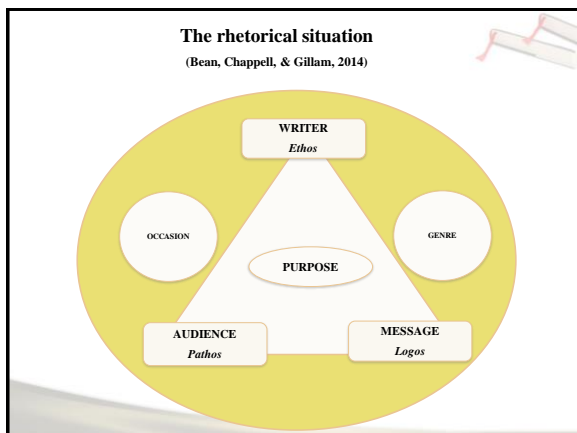 The rhetorical situation
(Bean, Chappell, & Gillam, 2014)
WRITER
Ethos
OCCASION
GENRE
PURPOSE
AUDIENCE
Pathos
MESSAGE
Logos